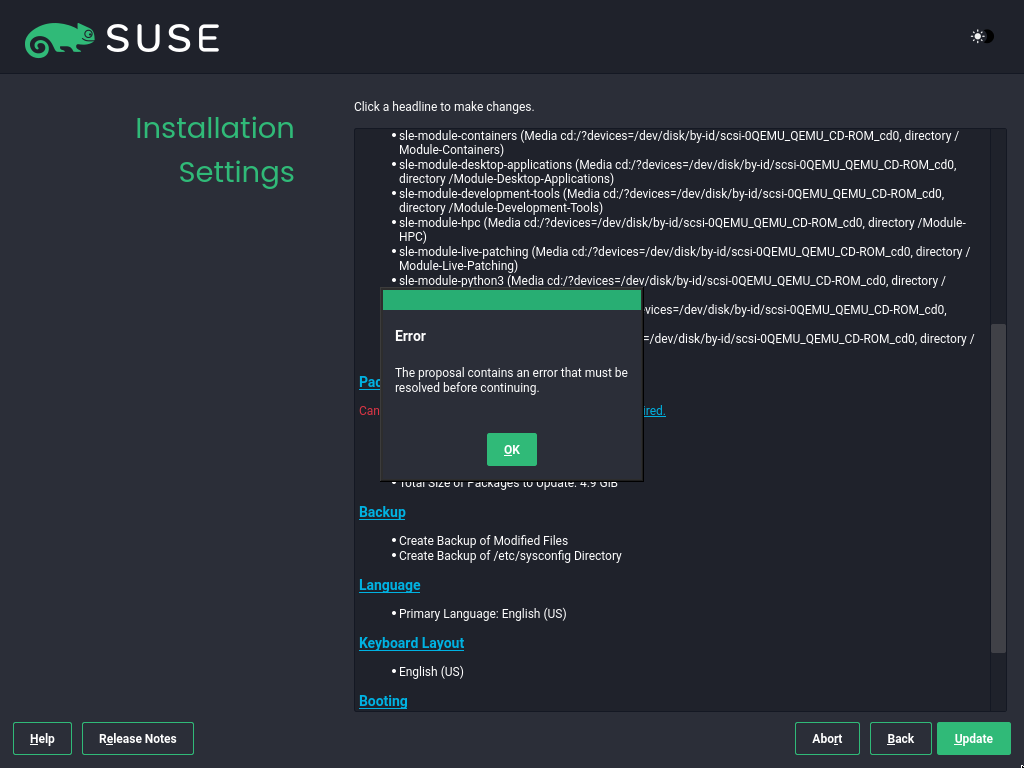 SUSE
Installation
Settings
Click a headline to make changes.
• sle-module-containers (Media cd:/?devices=/dev/disk/by-id/scsi-0QEMU_QEMU_CD-ROM_cd0, directory /
Module-Containers)
• sle-module-desktop-applications (Media cd:/?devices=/dev/disk/by-id/scsi-0QEMU_QEMU_CD-ROM_cd0,
directory /Module-Desktop-Applications)
• sle-module-development-tools (Media cd:/?devices=/dev/disk/by-id/scsi-0QEMU_QEMU_CD-ROM_cd0,
directory /Module-Development-Tools)
• sle-module-hpc (Media cd:/?devices=/dev/disk/by-id/scsi-0QEMU_QEMU_CD-ROM_cd0, directory /Module-
HPC)
• sle-module-live-patching (Media cd:/?devices=/dev/disk/by-id/scsi-0QEMU_QEMU_CD-ROM_cd0, directory /
Module-Live-Patching)
• sle-module-python3 (Media cd:/?devices=/dev/disk/by-id/scsi-0QEMU_QEMU_CD-ROM_cd0, directory /
vices=/dev/disk/by-id/scsi-0QEMU_QEMU_CD-ROM_cd0,
=/dev/disk/by-id/scsi-0QEMU_QEMU_CD-ROM_cd0, directory /
Error
The proposal contains an error that must be
resolved before continuing.
OK
Pac
Can
ired.
• Total Size of Packages to Update: 4.9 GiB
Backup
• Create Backup of Modified Files
• Create Backup of /etc/sysconfig Directory
Language
• Primary Language: English (US)
Keyboard Layout
• English (US)
Booting
Help
Release Notes
Abort
Back
Update